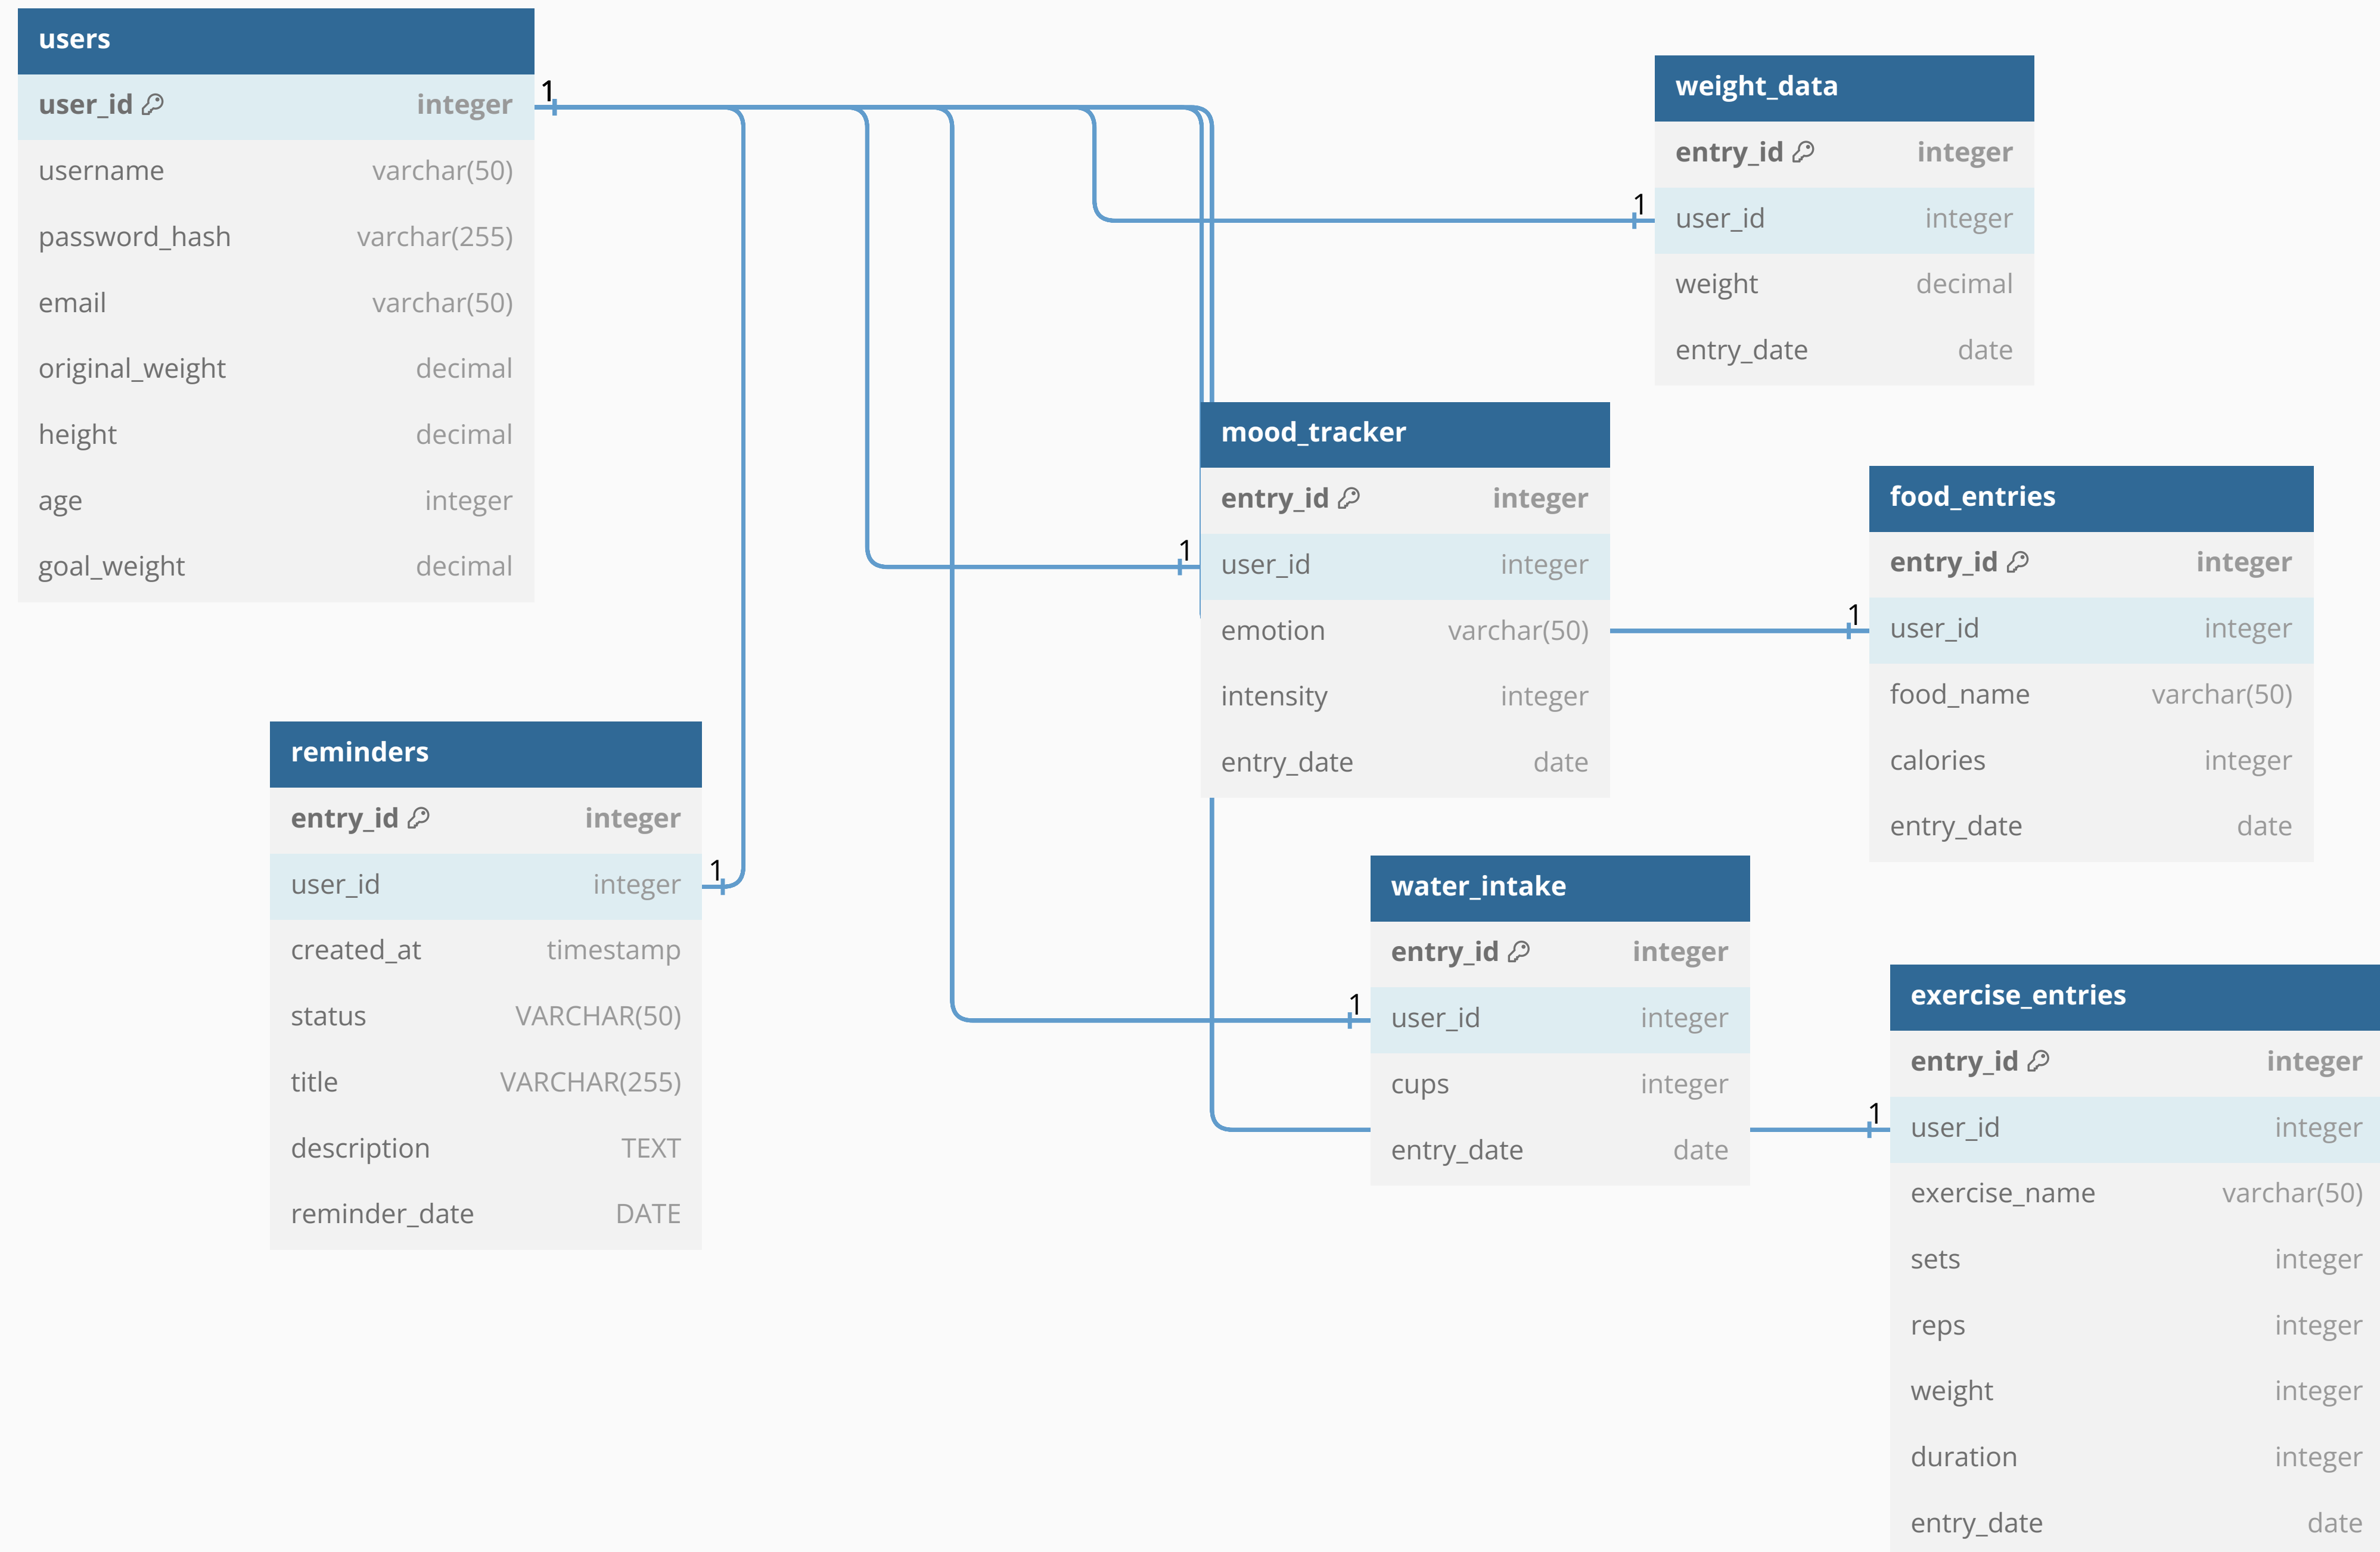 users
user_id integer
username varchar(50)
password_hash varchar(255)
email varchar(50)
original_weight decimal
height decimal
age integer
goal_weight decimal
1
weight_data
entry_id integer
1
user_id integer
weight decimal
entry_date date
mood_tracker
entry_id integer
1
user_id integer
emotion varchar(50)
intensity integer
entry_date date
food_entries
entry_id integer
1
user_id integer
food_name varchar(50)
calories integer
entry_date date
reminders
entry_id integer
user_id integer
1
created_at timestamp
status VARCHAR(50)
title VARCHAR(255)
description TEXT
reminder_date DATE
water_intake
entry_id integer
1
user_id integer
cups integer
entry_date date
exercise_entries
entry_id integer
1
user_id integer
exercise_name varchar(50)
sets integer
reps integer
weight integer
duration integer
entry_date date